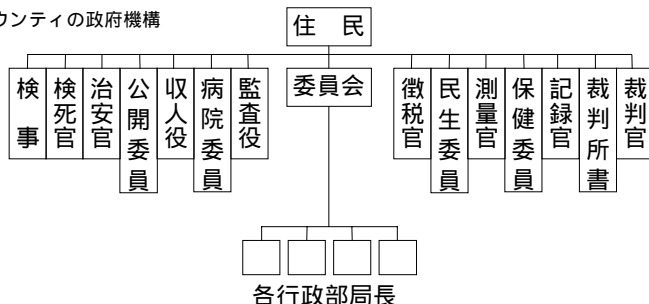 ウンティの政府機構
住 民
検事
検死官
治安官
公開委員
収人役
病院委員
監査役
委員会
徴税官
民生委員
測量官
保健委員
記録官
裁判所書
裁判官
各行政部局長